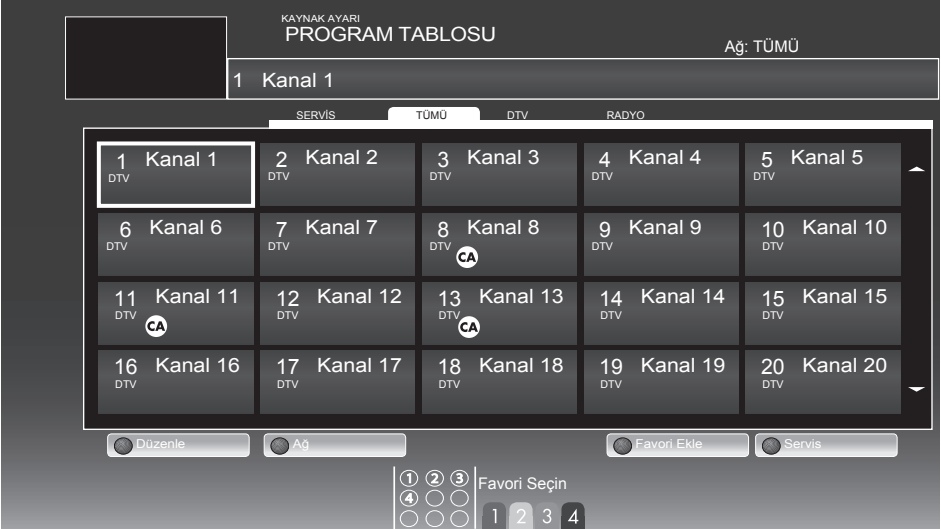 KAYNAK AYARI
PROGRAM TABLOSU
Ağ: TÜMÜ
1 Kanal 1
SERVİS TÜMÜ DTV RADYO
1 Kanal 1 2 Kanal 2 3 Kanal 3 4 Kanal 4 5 Kanal 5
DTV DTV DTV DTV DTV
6 Kanal 6 7 Kanal 7 8 Kanal 8 9 Kanal 9 10 Kanal 10
DTV DTV DTV DTV DTV
CA
11 Kanal 11 12 Kanal 12 13 Kanal 13 14 Kanal 14 15 Kanal 15
DTV DTV DTV DTV DTV
CA CA
16 Kanal 16 17 Kanal 17 18 Kanal 18 19 Kanal 19 20 Kanal 20
DTV DTV DTV DTV DTV
Düzenle Ağ Favori Ekle Servis
1 2 3
4
Favori Seçin
1 2 3 4